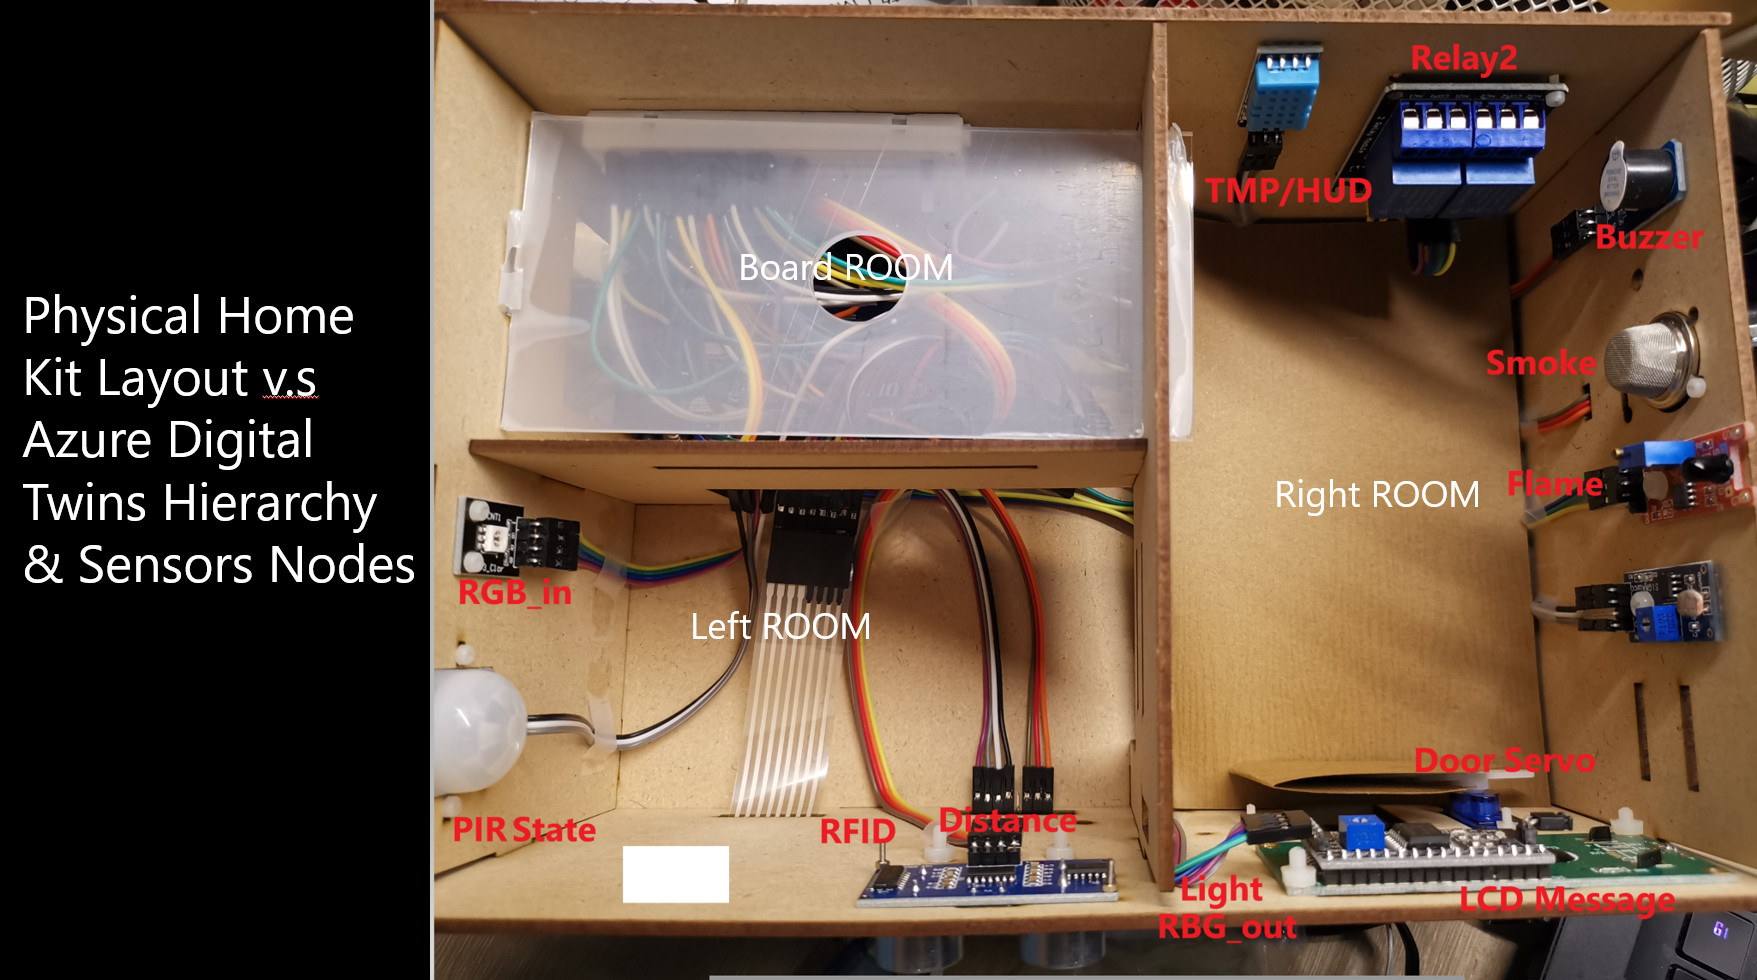 Physical Home
Kit Layout v.s
Azure Digital
Twins Hierarchy
& Sensors Nodes
Relay2
TMP/HUD
Buzzer
Board ROOM
Smoke
Flame
Right ROOM
RGB_in
Left ROOM
Door Servo
PIR State
RFID
Distance
Light
RBG_out
LCD Message
61